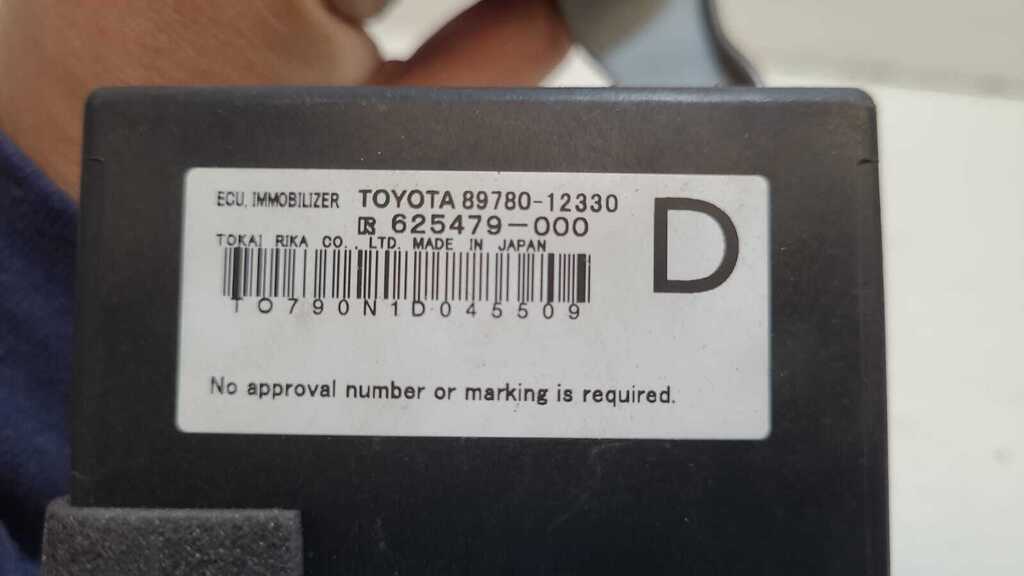 ECU, IMMOBILIZER TOYOTA 89780-12330
625479-000
D
TOKAI RIKA CO., LTD. MADE IN JAPAN
TO790N1D045509
No approval number or marking is required.